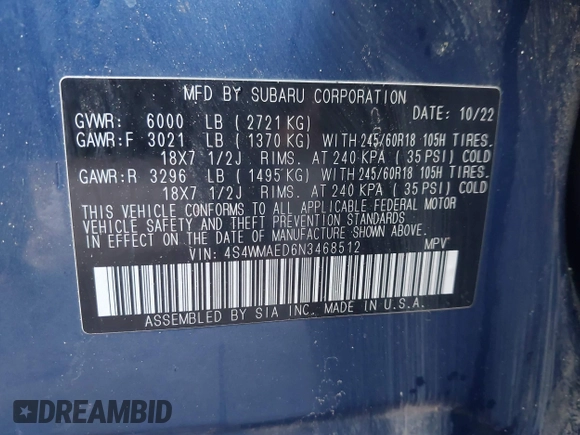 MFD BY SUBARU CORPORATION
GVWR: 6000 LB ( 2721 KG) DATE: 10/22
GAWR:F 3021 LB ( 1370 KG) WITH 245/60R18 105H TIRES.
18X7 1/2J RIMS. AT 240 KPA ( 35 PSI) COLD
GAWR:R 3296 LB ( 1495 KG) WITH 245/60R18 105H TIRES.
18X7 1/2J RIMS. AT 240 KPA ( 35 PSI) COLD
THIS VEHICLE CONFORMS TO ALL APPLICABLE FEDERAL MOTOR
VEHICLE SAFETY AND THEFT PREVENTION STANDARDS
IN EFFECT ON THE DATE OF MANUFACTURE SHOWN ABOVE.
VIN: 4S4WMAED6N3468512 MPV
ASSEMBLED BY SIA INC. MADE IN U.S.A.
DREAMBID